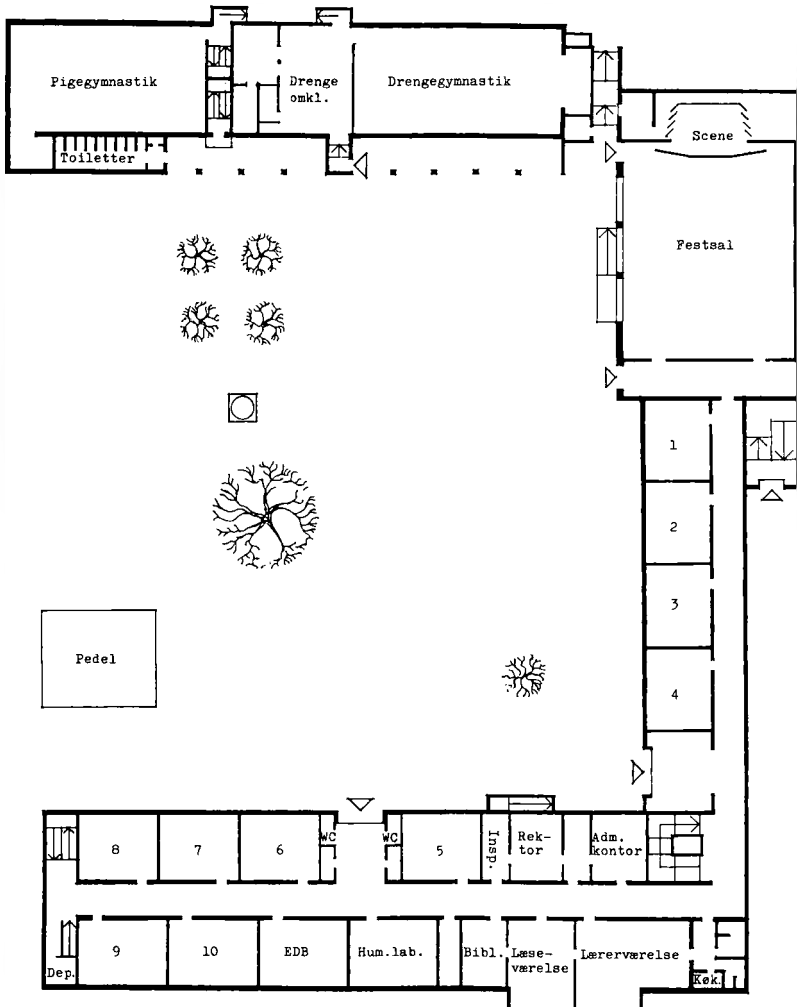 Pigegymnastik
Drenge
omkl.
Drengegymnastik
Scene
Toiletter
Festsal
1
2
3
4
Pedel
WC
WC
8
7
6
5
Insp.
Rek-
tor
Adm.
kontor
9
10
EDB
Hum.lab.
Bibl.
Læse-
værelse
Lærerværelse
Dep.
Køk.